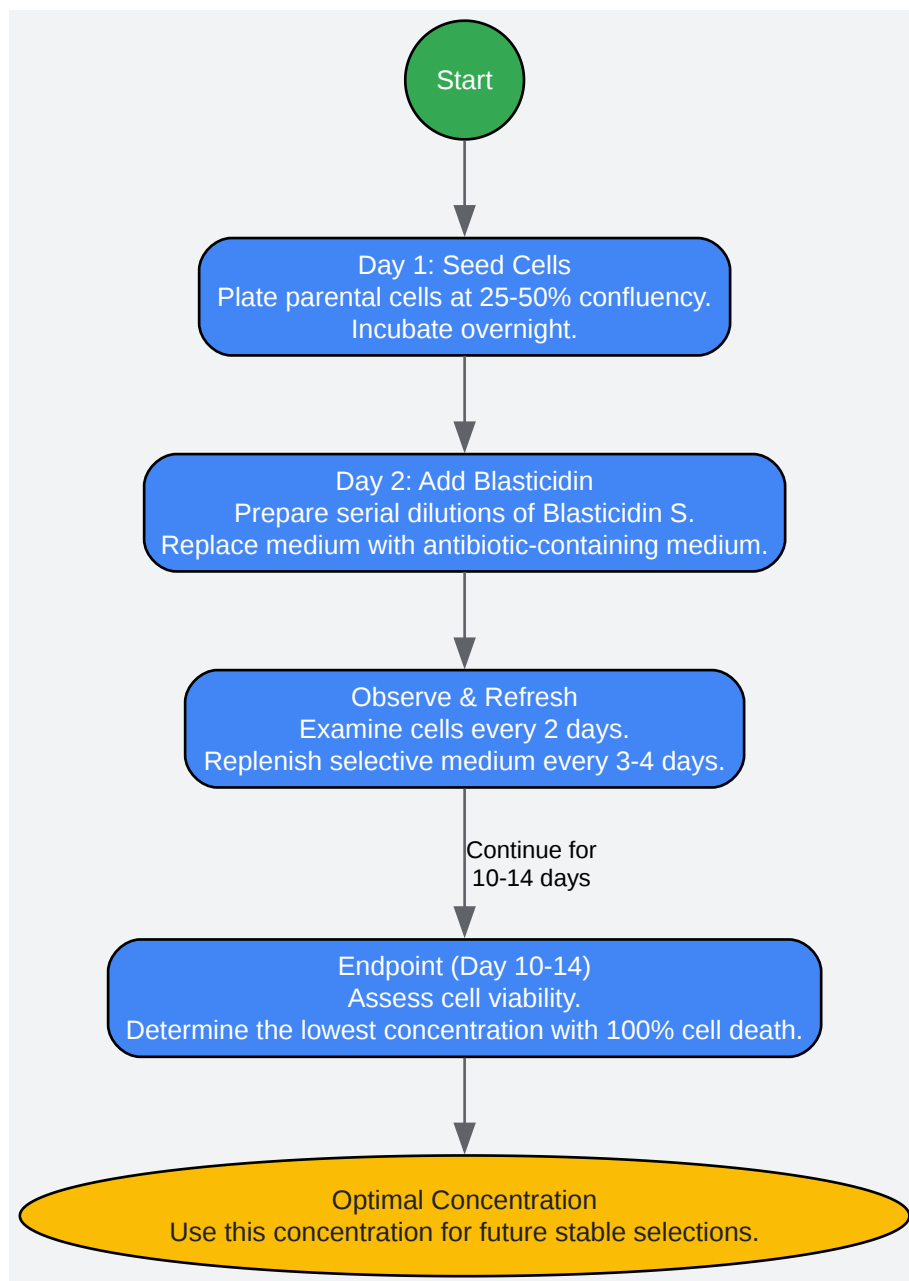 Start
Day 1: Seed Cells
Plate parental cells at 25-50% confluency.
Incubate overnight.
Day 2: Add Blasticidin
Prepare serial dilutions of Blasticidin S.
Replace medium with antibiotic-containing medium.
Observe & Refresh
Examine cells every 2 days.
Replenish selective medium every 3-4 days.
Continue for
10-14 days
Endpoint (Day 10-14)
Assess cell viability.
Determine the lowest concentration with 100% cell death.
Optimal Concentration
Use this concentration for future stable selections.